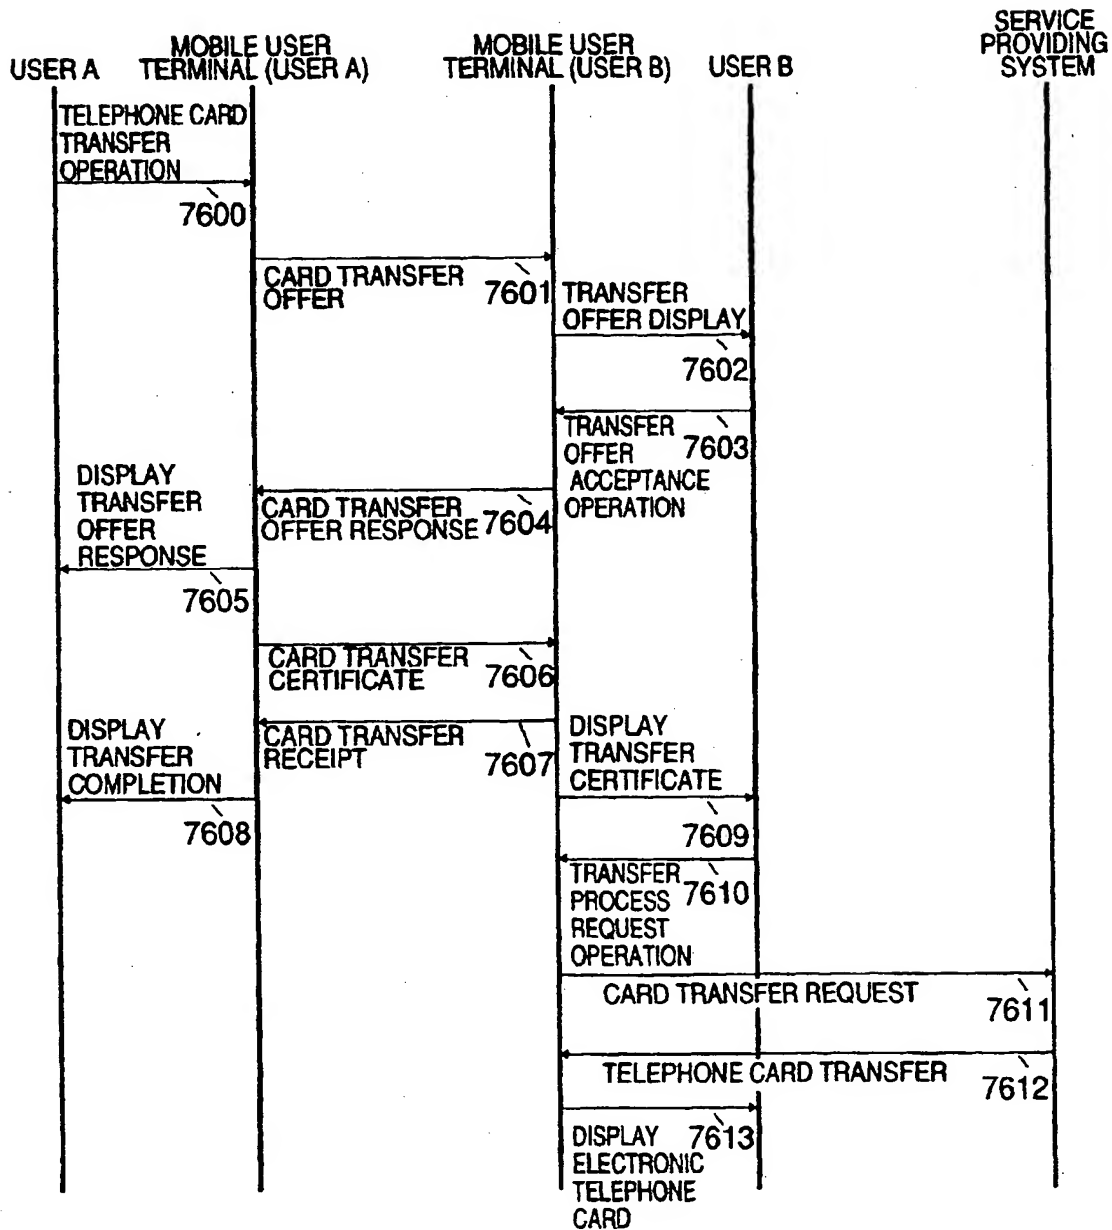 USER A
MOBILE USER
TERMINAL (USER A)
MOBILE USER
TERMINAL (USER B)
USER B
SERVICE
PROVIDING
SYSTEM
TELEPHONE CARD
TRANSFER
OPERATION
7600
CARD TRANSFER
OFFER
7601
TRANSFER
OFFER DISPLAY
7602
TRANSFER
OFFER
ACCEPTANCE
OPERATION
7603
CARD TRANSFER
OFFER RESPONSE
7604
DISPLAY
TRANSFER
OFFER
RESPONSE
7605
CARD TRANSFER
CERTIFICATE
7606
CARD TRANSFER
RECEIPT
7607
DISPLAY
TRANSFER
COMPLETION
7608
DISPLAY
TRANSFER
CERTIFICATE
7609
TRANSFER
PROCESS
REQUEST
OPERATION
7610
CARD TRANSFER REQUEST
7611
TELEPHONE CARD TRANSFER
7612
DISPLAY
ELECTRONIC
TELEPHONE
CARD
7613